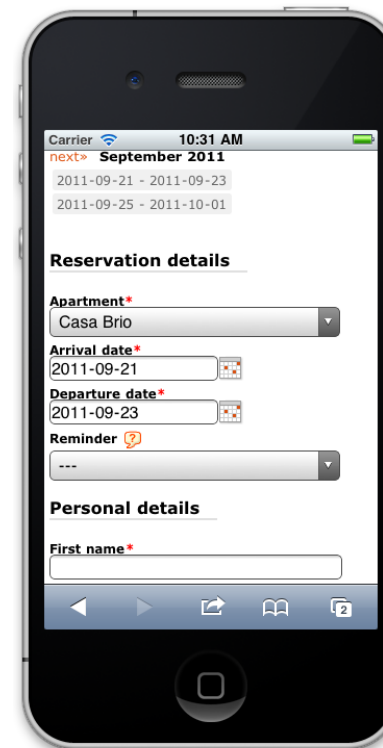 Carrier 10:31 AM
next» September 2011
2011-09-21 - 2011-09-23
2011-09-25 - 2011-10-01
Reservation details
Apartment*
Casa Brio
Arrival date*
2011-09-21
Departure date*
2011-09-23
Reminder ?
---
Personal details
First name*
2